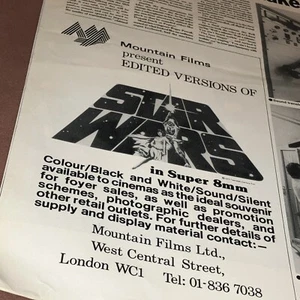 Mountain Films
present
EDITED VERSIONS OF
STAR
WARS
in Super 8mm
Colour/Black and White/Sound/Silent
available to cinemas as the ideal souvenir
for foyer sales, as well as promotion
schemes, photographic dealers, and
other retail outlets. For further details of
supply and display material contact:—
Mountain Films Ltd.,
West Central Street,
London WC1 Tel: 01-836 7038